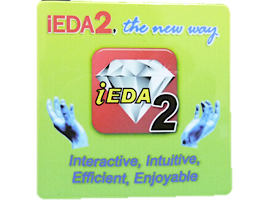 iEDA2, the new way
iEDA
2
Interactive, Intuitive,
Efficient, Enjoyable